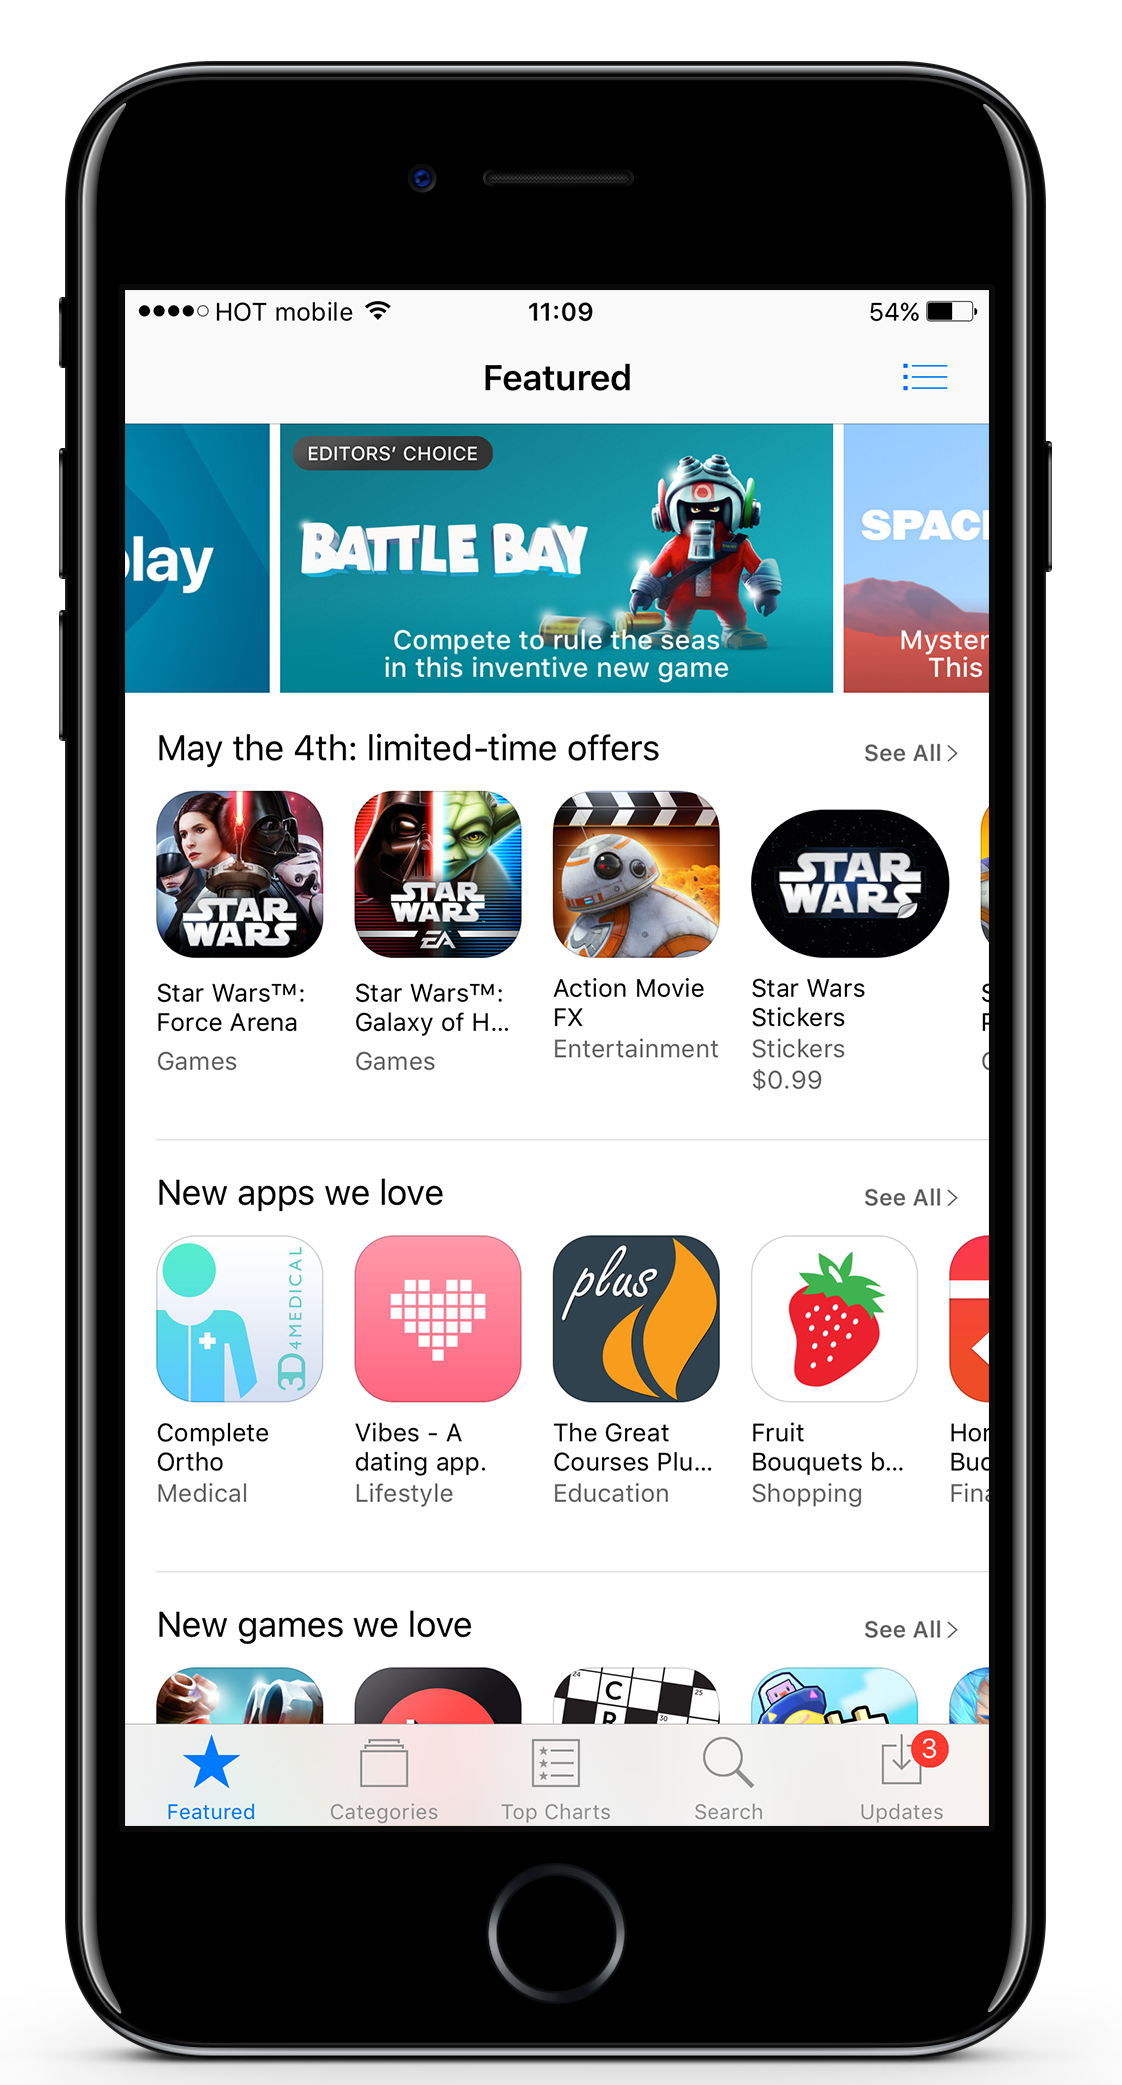 HOT mobile 11:09 54%
Featured
EDITORS' CHOICE
BATTLE BAY
Compete to rule the seas
in this inventive new game
play
SPAC
Myster
This
May the 4th: limited-time offers See All
STAR
WARS
STAR
WARS
EA
STAR
WARS
Star Wars™:
Force Arena
Games
Star Wars™:
Galaxy of H...
Games
Action Movie
FX
Entertainment
Star Wars
Stickers
Stickers
$0.99
New apps we love See All
3D4MEDICAL
plus
Complete
Ortho
Medical
Vibes - A
dating app.
Lifestyle
The Great
Courses Plu...
Education
Fruit
Bouquets b...
Shopping
Hor
Buc
Fina
New games we love See All
24
C
25
R
30
3
Featured Categories Top Charts Search Updates